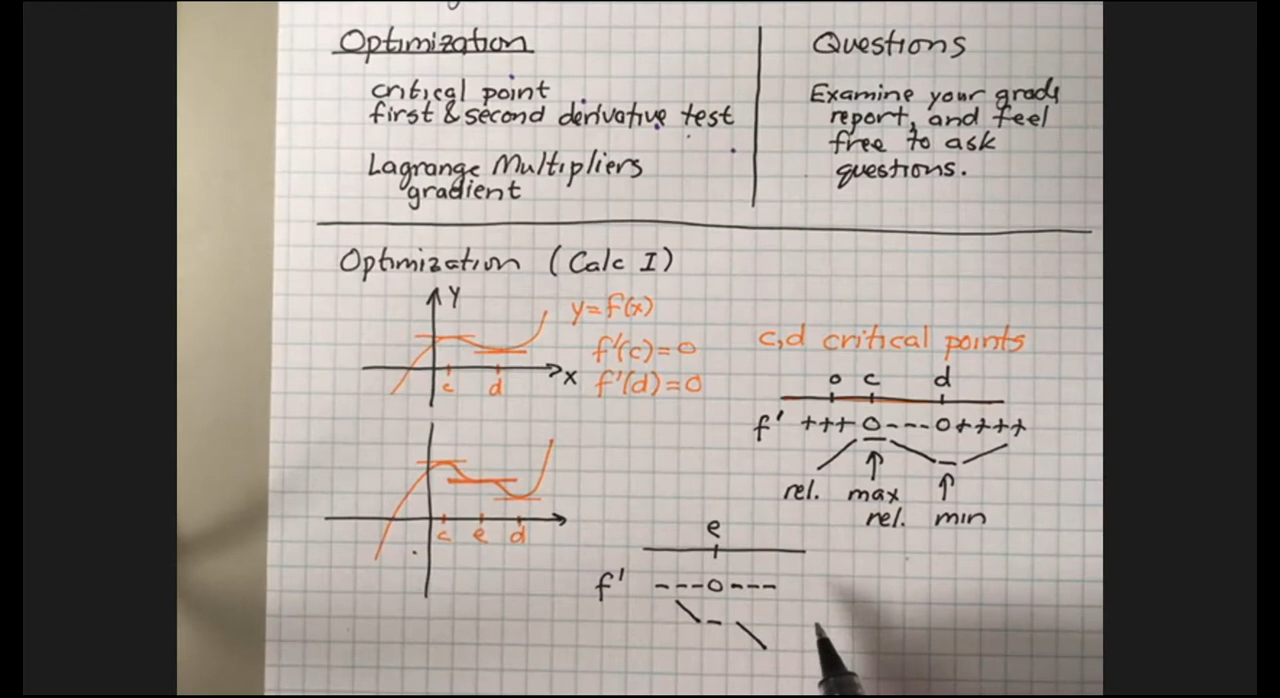 Optimization
critical point
first & second derivative test
Lagrange Multipliers
gradient
Questions
Examine your grade
report, and feel
free to ask
questions.
Optimization (Calc I)
y
x
c d
y=f(x)
f'(c)=0
f'(d)=0
c,d critical points
o c d
f' +++0---0++++
rel. max
rel. min
c e d
e
f' ---0---